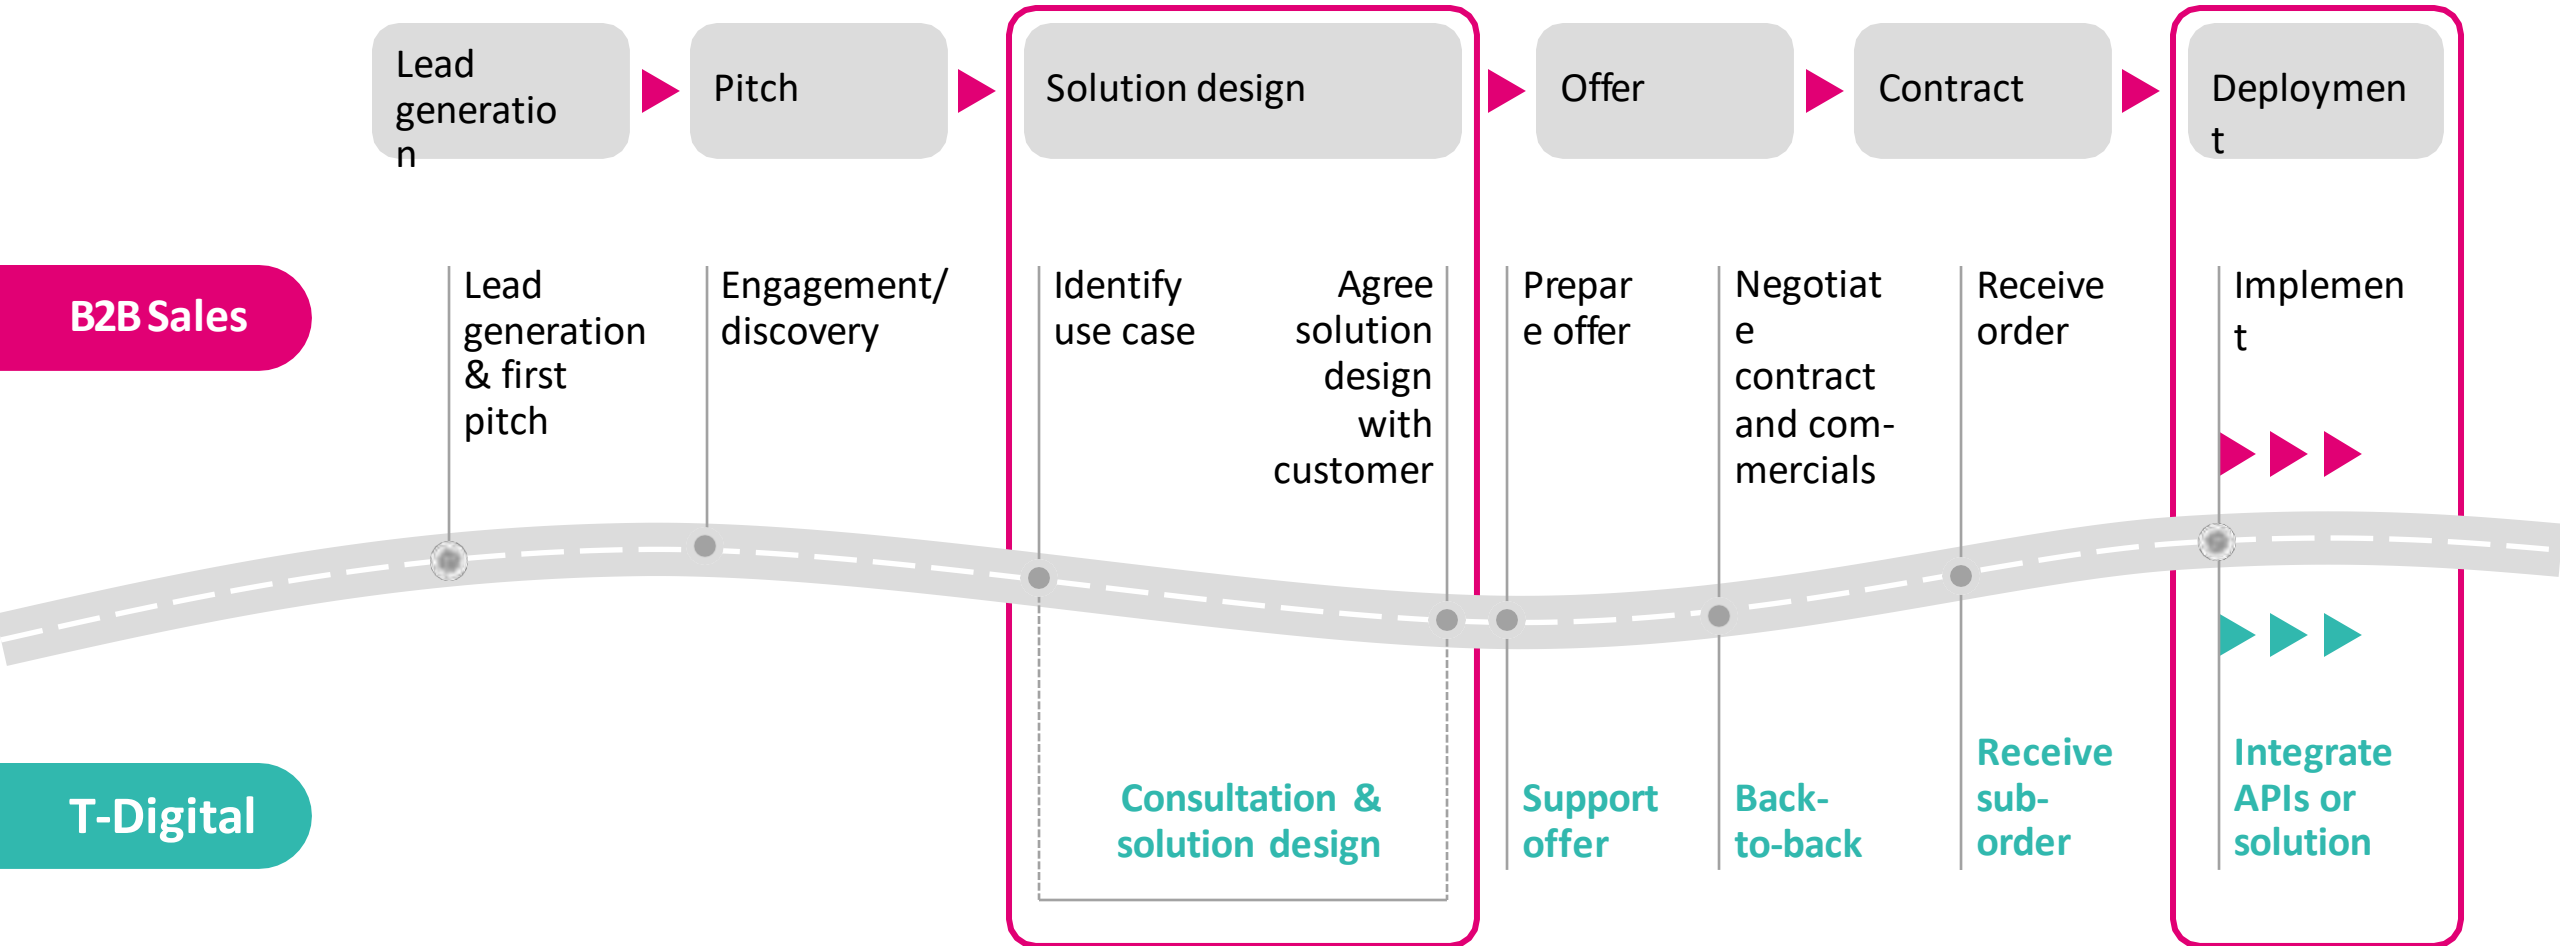 Lead
generatio
n
Pitch
Solution design
Offer
Contract
Deploymen
t
B2B Sales
Lead
generation
& first
pitch
Engagement/
discovery
Identify
use case
Agree
solution
design
with
customer
Prepar
e offer
Negotiat
e
contract
and com-
mercials
Receive
order
Implemen
t
T-Digital
Consultation &
solution design
Support
offer
Back-
to-back
Receive
sub-
order
Integrate
APIs or
solution